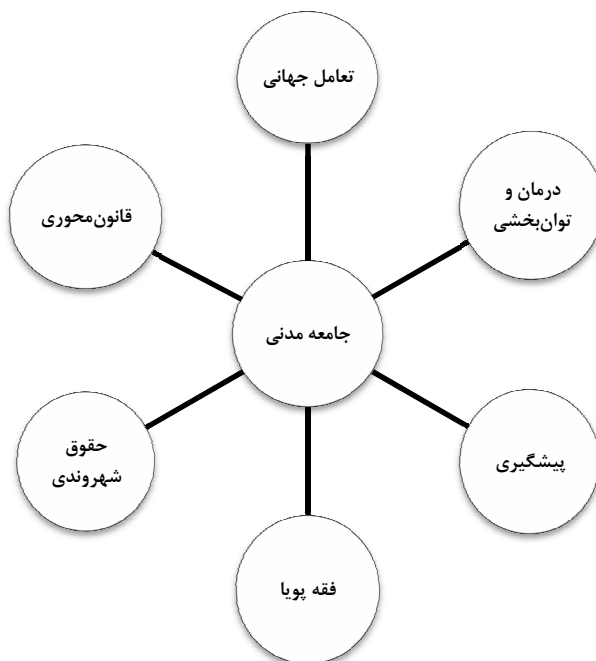 تعامل جهانی
درمان و
توان‌بخشی
قانون‌محوری
جامعه مدنی
حقوق
شهروندی
پیشگیری
فقه پویا